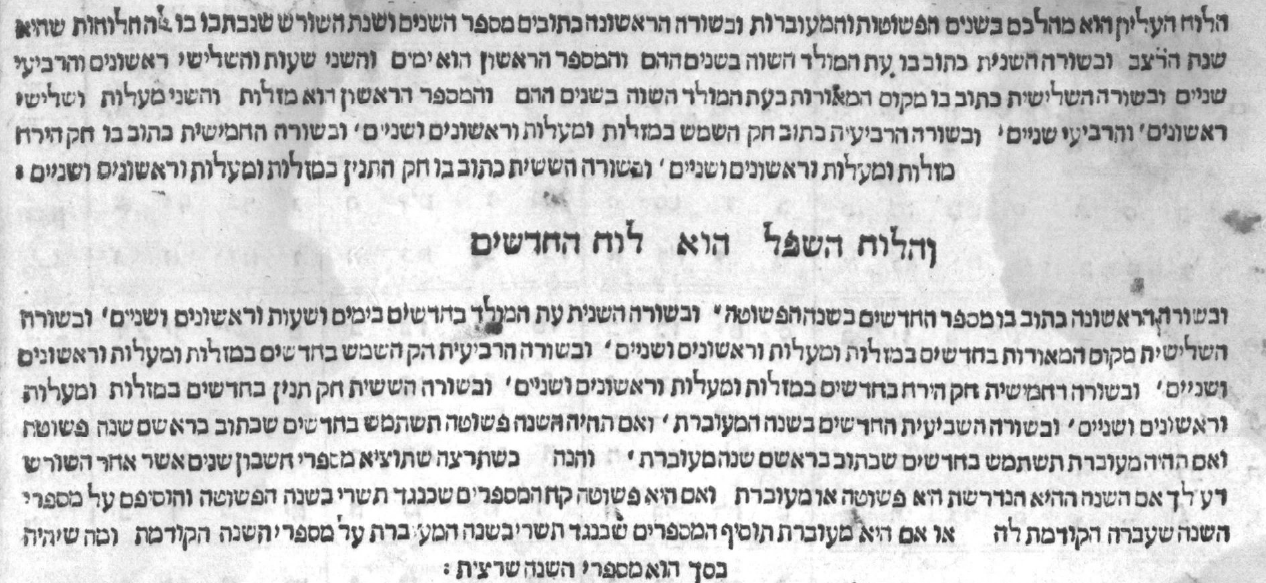 הלוח העליון הוא מהלכם בשנים הפשוטות והמעוברות ובשורה הראשונה כתובים מספר השנים ושנת השורש שנבתבו בו הלוחות שהיא
שנת הרצב ובשורה השנית כתוב בו עת המולד השוה בשנים ההם והמספר הראשון הוא ימים והשני שעות והשלישי ראשונים והרביעי
שניים ובשורה השלישית כתוב בו מקום המאורות בעת המולד השוה בשנים ההם והמספר הראשון הוא מזלות והשני מעלות ושלישי
ראשונים׳ והרביעי שניים׳ ובשורה הרביעית כתוב חק השמש במזלות ומעלות וראשונים ושניים׳ ובשורה החמישית כתוב בו חק הירח
מזלות ומעלות וראשונים ושניים׳ ובשורה הששית כתוב בו חק התנין במזלות ומעלות וראשונים ושניים :
והלוח השפל הוא לוח החדשים
ובשורה הראשונה כתוב בו מספר החדשים בשנה הפשוטה׳ ובשורה השנית עת המולד בחדשים בימים ושעות וראשונים ושניים׳ ובשורה
השלישית מקום המאורות בחדשים במזלות ומעלות וראשונים ושניים׳ ובשורה הרביעית הק השמש בחדשים במזלות ומעלות וראשונים
ושניים׳ ובשורה החמישית חק הירח בחדשים במזלות ומעלות וראשונים ושניים׳ ובשורה הששית חק תנין בחדשים במזלות ומעלות
וראשונים ושניים׳ ובשורה השביעית החדשים בשנה המעוברת׳ ואם תהיה השנה פשוטה תשתמש בחדשים שכתוב בראשם שנה פשוטה
ואם תהיה מעוברת תשתמש בחדשים שכתוב בראשם שנה מעוברת׳ והנה כשתרצה שתוציא מספרי חשבון שנים אשר אחר השורש
דע לך אם השנה ההיא הנדרשת היא פשוטה או מעוברת ואם היא פשוטה קח המספרים שכנגד תשרי בשנה הפשוטה והוסיפם על מספרי
השנה שעברה הקודמת לה או אם היא מעוברת תוסיף המספרים שכנגד תשרי בשנה המעוברת על מספרי השנה הקודמת ומה שיהיה
בסך הוא מספרי השנה שרצית :